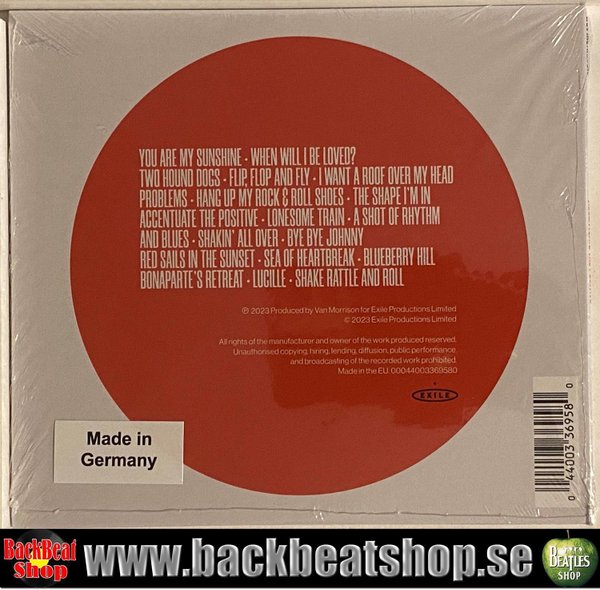 YOU ARE MY SUNSHINE · WHEN WILL I BE LOVED?
TWO HOUND DOGS · FLIP, FLOP AND FLY · I WANT A ROOF OVER MY HEAD
PROBLEMS · HANG UP MY ROCK & ROLL SHOES · THE SHAPE I'M IN
ACCENTUATE THE POSITIVE · LONESOME TRAIN · A SHOT OF RHYTHM
AND BLUES · SHAKIN' ALL OVER · BYE BYE JOHNNY
RED SAILS IN THE SUNSET · SEA OF HEARTBREAK · BLUEBERRY HILL
BONAPARTE'S RETREAT · LUCILLE · SHAKE RATTLE AND ROLL
℗ 2023 Produced by Van Morrison for Exile Productions Limited
© 2023 Exile Productions Limited
All rights of the manufacturer and owner of the work produced reserved.
Unauthorised copying, hiring, lending, diffusion, public performance,
and broadcasting of the recorded work prohibited.
Made in the EU. 00044003369580
EXILE
Made in
Germany
0 44003 36958 0
BackBeat
Shop
www.backbeatshop.se
BEATLES
SHOP